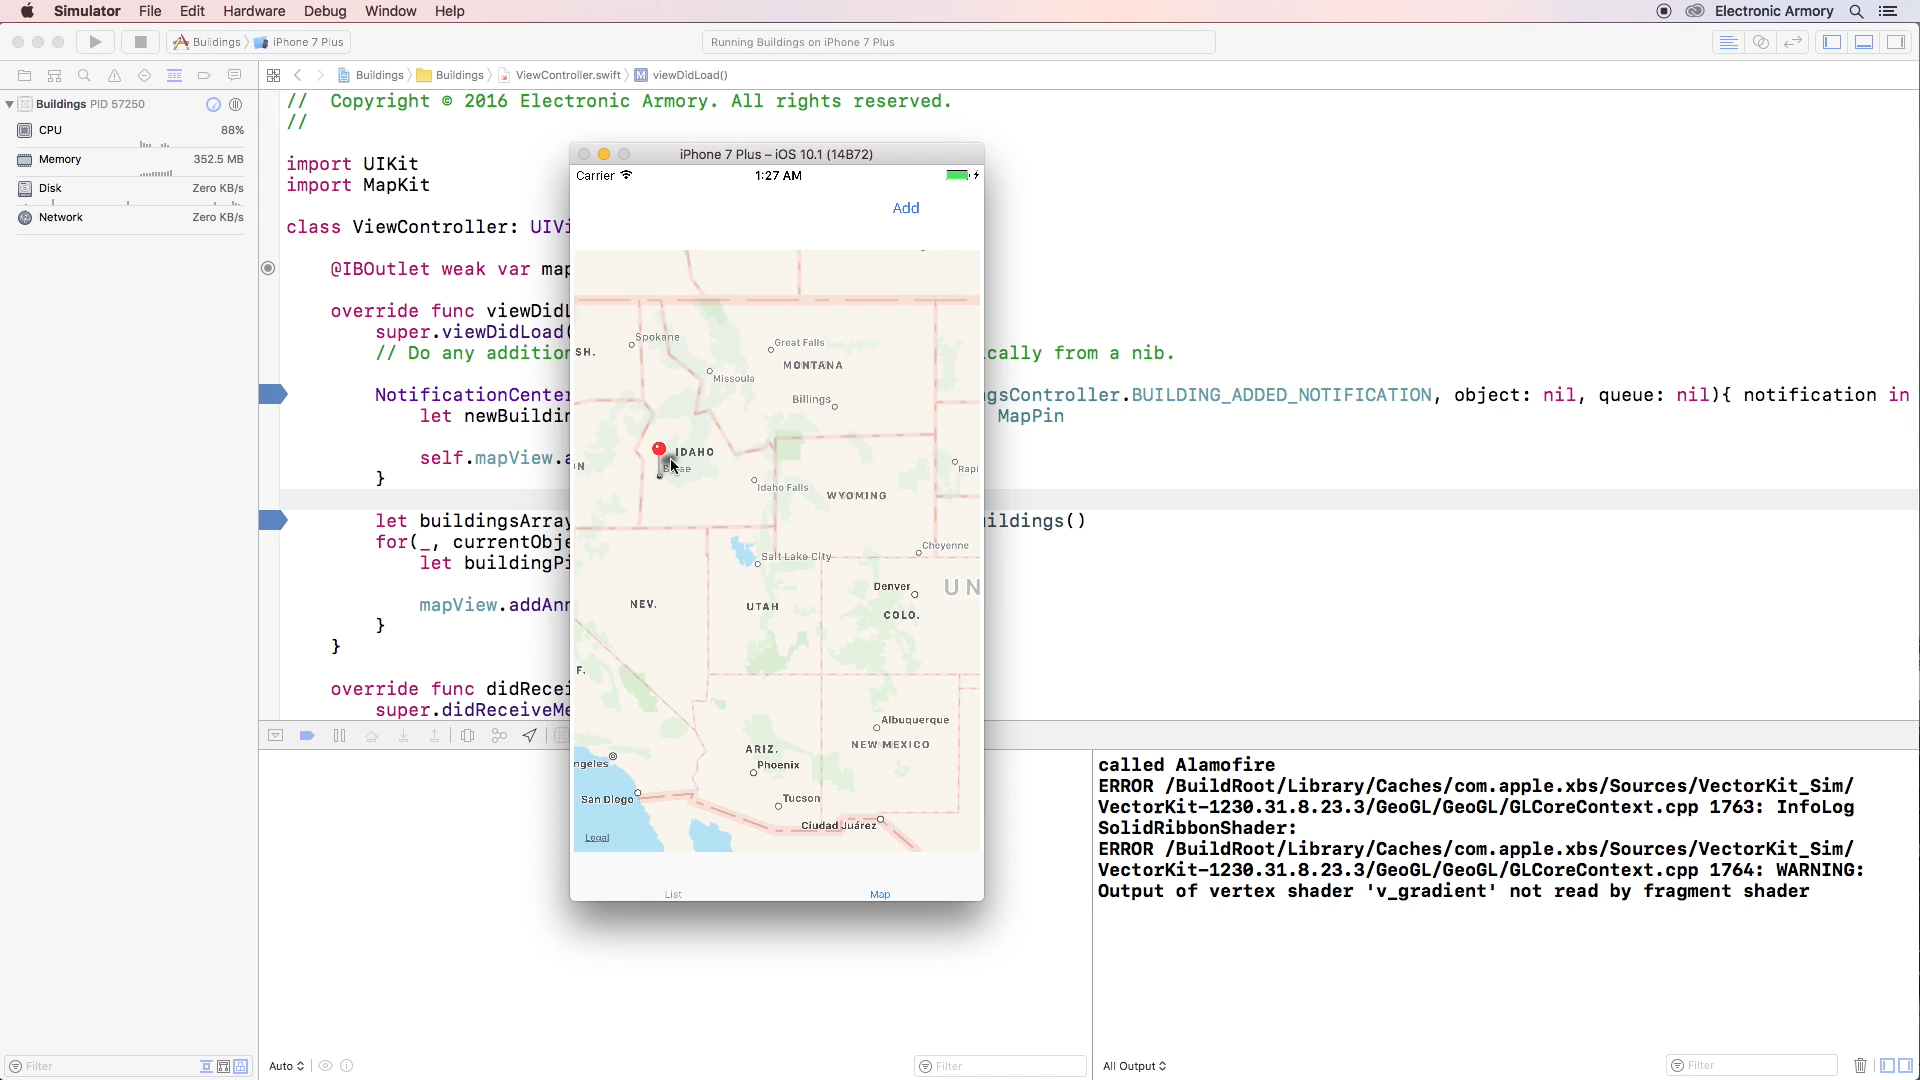 Simulator File Edit Hardware Debug Window Help
Electronic Armory
Buildings iPhone 7 Plus
Running Buildings on iPhone 7 Plus
Buildings Buildings ViewController.swift viewDidLoad()
Buildings PID 57250
CPU 88%
Memory 352.5 MB
Disk Zero KB/s
Network Zero KB/s
// Copyright © 2016 Electronic Armory. All rights reserved.
//
import UIKit
import MapKit
class ViewController: UIVi
@IBOutlet weak var map
override func viewDidL
super.viewDidLoad(
// Do any addition
cally from a nib.
NotificationCenter
gsController.BUILDING_ADDED_NOTIFICATION, object: nil, queue: nil){ notification in
let newBuildin
MapPin
self.mapView.a
}
let buildingsArray
ildings()
for(_, currentObje
let buildingPi
mapView.addAnn
}
}
override func didRecei
super.didReceiveMe
iPhone 7 Plus – iOS 10.1 (14B72)
Carrier 1:27 AM
Add
Spokane
SH.
Great Falls
MONTANA
Missoula
Billings
IDAHO
Rapi
Idaho Falls
WYOMING
Cheyenne
Salt Lake City
Denver
UN
NEV.
UTAH
COLO.
F.
Albuquerque
NEW MEXICO
ARIZ.
Phoenix
ngeles
San Diego
Tucson
Ciudad Juárez
Legal
List Map
called Alamofire
ERROR /BuildRoot/Library/Caches/com.apple.xbs/Sources/VectorKit_Sim/
VectorKit-1230.31.8.23.3/GeoGL/GeoGL/GLCoreContext.cpp 1763: InfoLog
SolidRibbonShader:
ERROR /BuildRoot/Library/Caches/com.apple.xbs/Sources/VectorKit_Sim/
VectorKit-1230.31.8.23.3/GeoGL/GeoGL/GLCoreContext.cpp 1764: WARNING:
Output of vertex shader 'v_gradient' not read by fragment shader
Filter
Auto
Filter
All Output
Filter